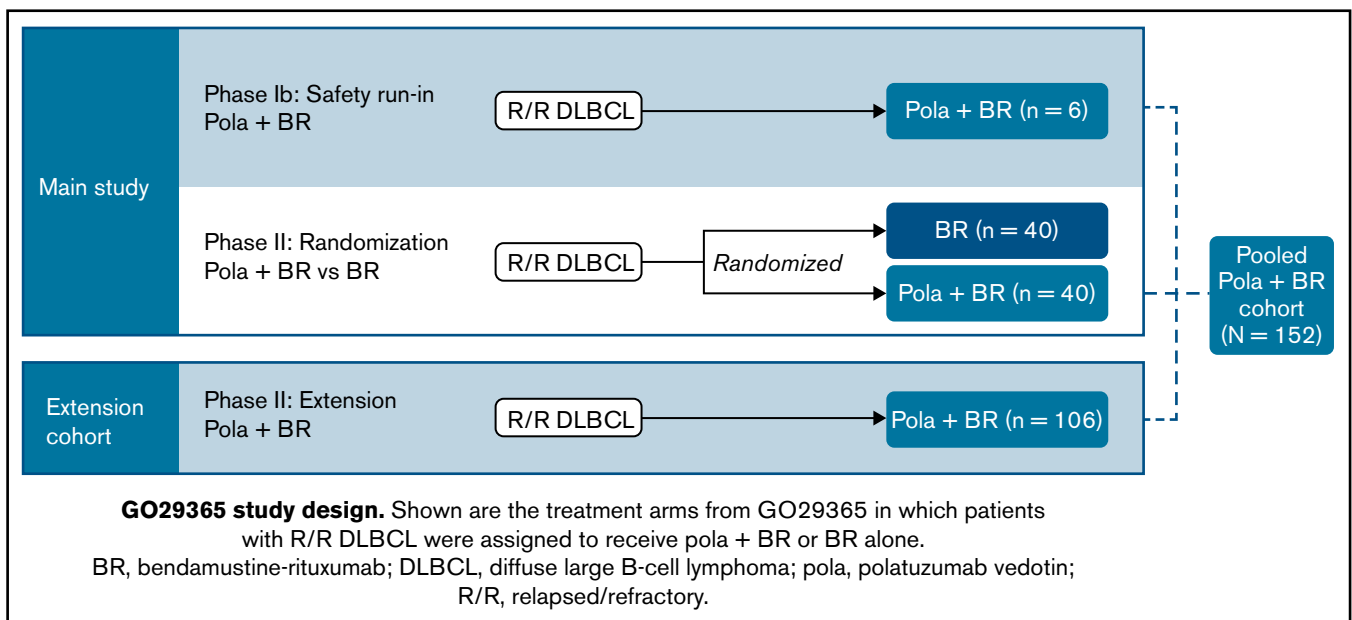 Main study
Phase Ib: Safety run-in
Pola + BR
R/R DLBCL
Pola + BR (n = 6)
Phase II: Randomization
Pola + BR vs BR
R/R DLBCL
Randomized
BR (n = 40)
Pola + BR (n = 40)
Pooled
Pola + BR
cohort
(N = 152)
Extension
cohort
Phase II: Extension
Pola + BR
R/R DLBCL
Pola + BR (n = 106)
GO29365 study design. Shown are the treatment arms from GO29365 in which patients
with R/R DLBCL were assigned to receive pola + BR or BR alone.
BR, bendamustine-rituxumab; DLBCL, diffuse large B-cell lymphoma; pola, polatuzumab vedotin;
R/R, relapsed/refractory.